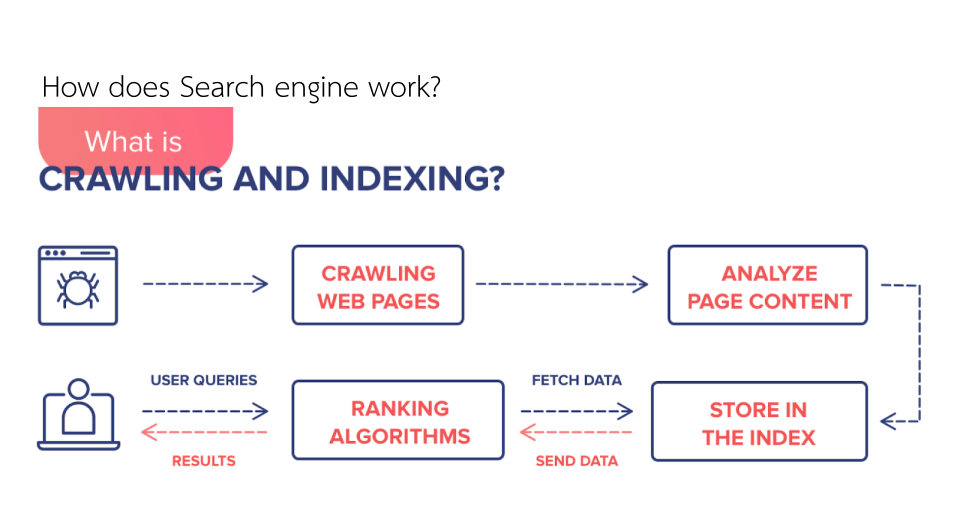 How does Search engine work?
What is
CRAWLING AND INDEXING?
CRAWLING
WEB PAGES
ANALYZE
PAGE CONTENT
USER QUERIES
RESULTS
RANKING
ALGORITHMS
FETCH DATA
SEND DATA
STORE IN
THE INDEX